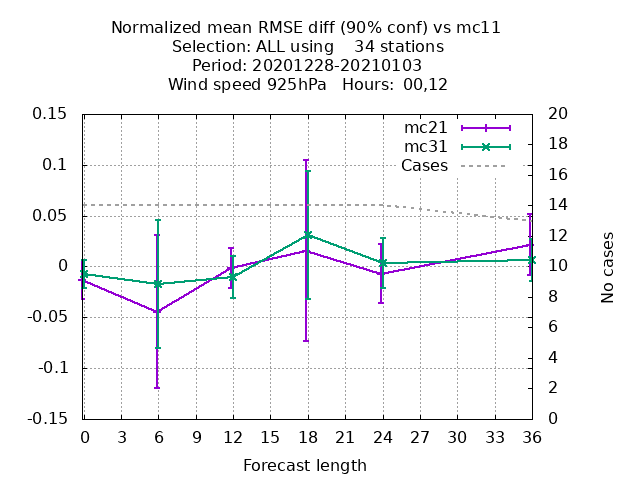 Normalized mean RMSE diff (90% conf) vs mc11
Selection: ALL using    34 stations
Period: 20201228-20210103
Wind speed 925hPa   Hours:  00,12
mc21
mc31
Cases
0.15
0.1
0.05
0
-0.05
-0.1
-0.15
20
18
16
14
12
10
8
6
4
2
0
No cases
0 3 6 9 12 15 18 21 24 27 30 33 36
Forecast length